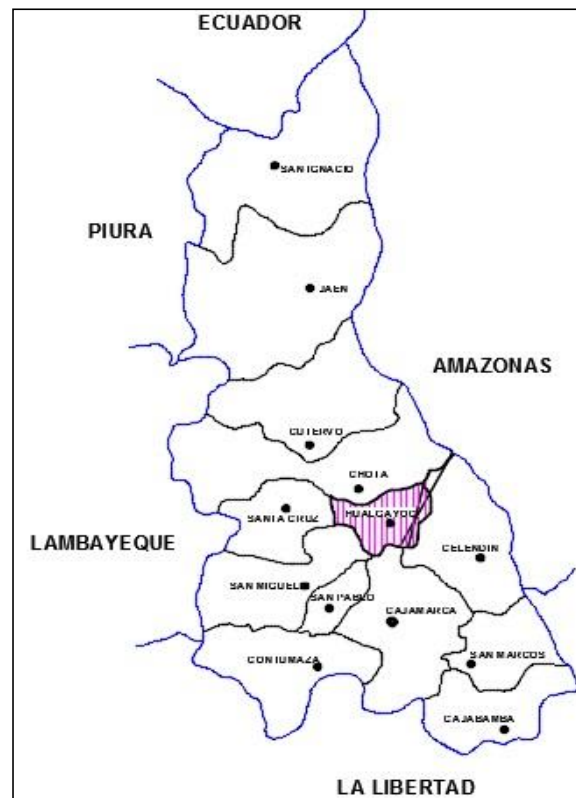 ECUADOR
SAN IGNACIO
PIURA
JAEN
AMAZONAS
CUTERVO
CHOTA
SANTA CRUZ
HUALGAYOC
LAMBAYEQUE
CELENDIN
SAN MIGUEL
SAN PABLO
CAJAMARCA
CONTUMAZA
SAN MARCOS
CAJABAMBA
LA LIBERTAD